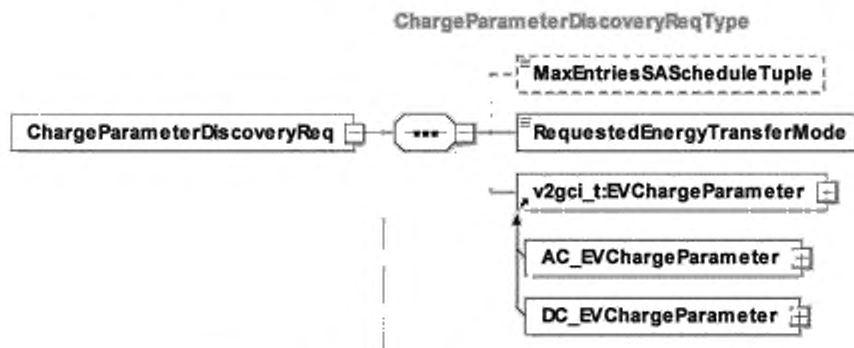 ChargeParameterDiscoveryReqType
MaxEntriesSAScheduleTuple
ChargeParameterDiscoveryReq
RequestedEnergyTransferMode
v2gci_t:EVChargeParameter
AC_EVChargeParameter
DC_EVChargeParameter